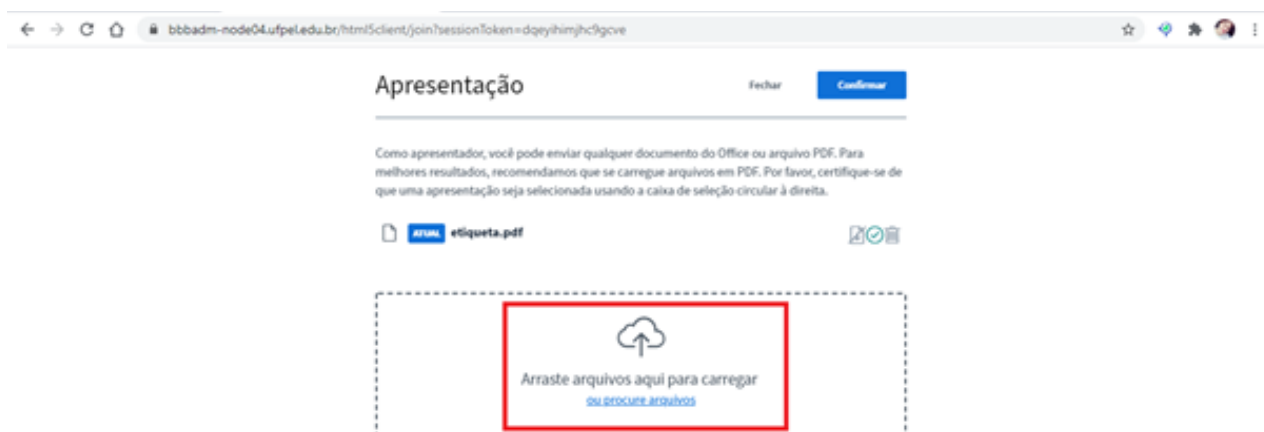 bbbadm-node04.ufpel.edu.br/html5client/join?sessionToken=dqeyihimjhc9gcve
Apresentação
Fechar
Confirmar
Como apresentador, você pode enviar qualquer documento do Office ou arquivo PDF. Para
melhores resultados, recomendamos que se carregue arquivos em PDF. Por favor, certifique-se de
que uma apresentação seja selecionada usando a caixa de seleção circular à direita.
ATUAL etiqueta.pdf
Arraste arquivos aqui para carregar
ou procure arquivos